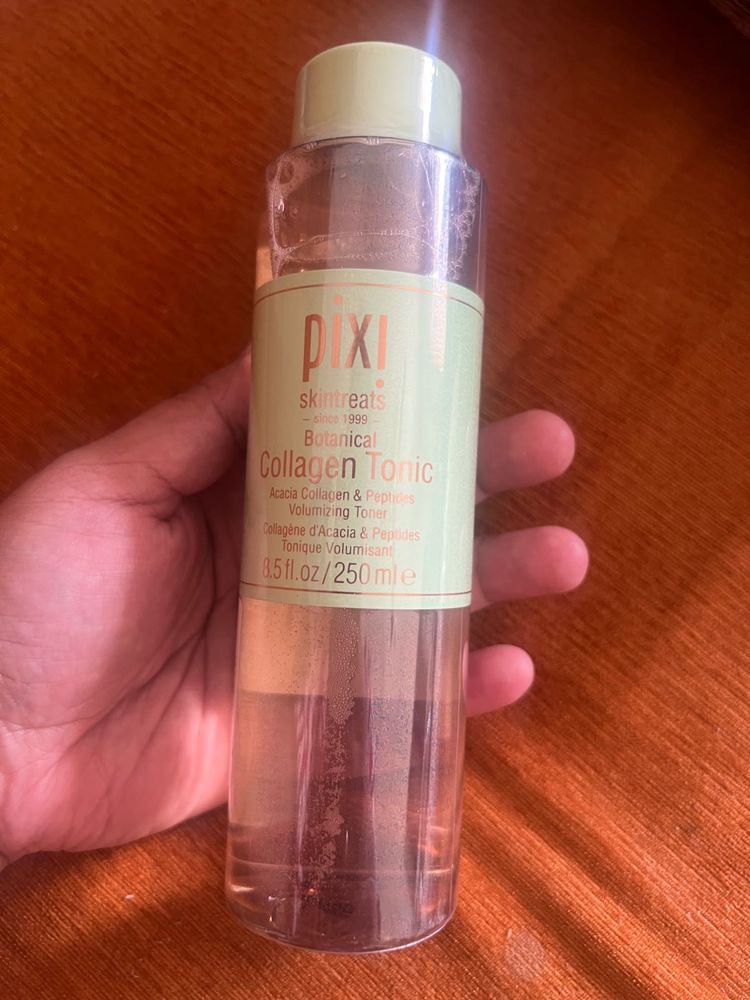 pixi
skintreats
– since 1999 –
Botanical
Collagen Tonic
Acacia Collagen & Peptides
Volumizing Toner
Collagène d'Acacia & Peptides
Tonique Volumisant
8.5 fl.oz/250 ml e